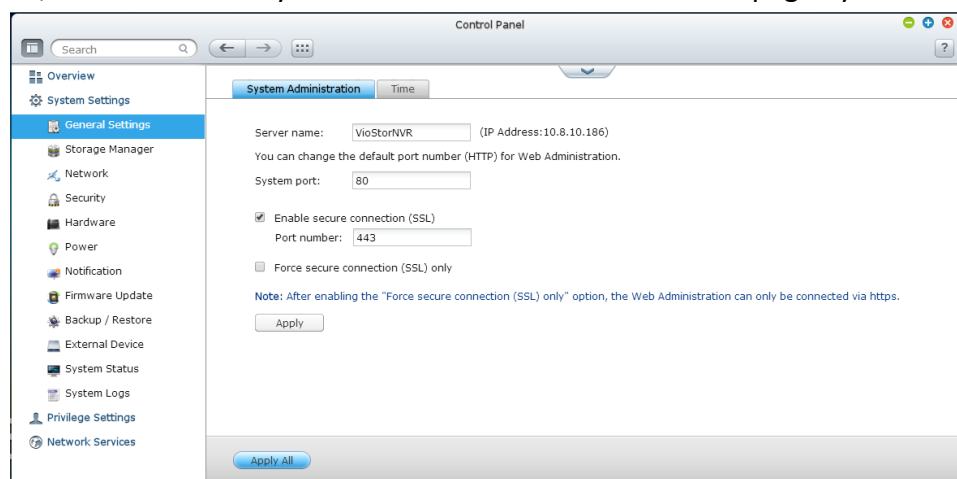 Control Panel
Search
?
Overview
System Settings
General Settings
Storage Manager
Network
Security
Hardware
Power
Notification
Firmware Update
Backup / Restore
External Device
System Status
System Logs
Privilege Settings
Network Services
System Administration Time
Server name: VioStorNVR (IP Address:10.8.10.186)
You can change the default port number (HTTP) for Web Administration.
System port: 80
Enable secure connection (SSL)
Port number: 443
Force secure connection (SSL) only
Note: After enabling the "Force secure connection (SSL) only" option, the Web Administration can only be connected via https.
Apply
Apply All